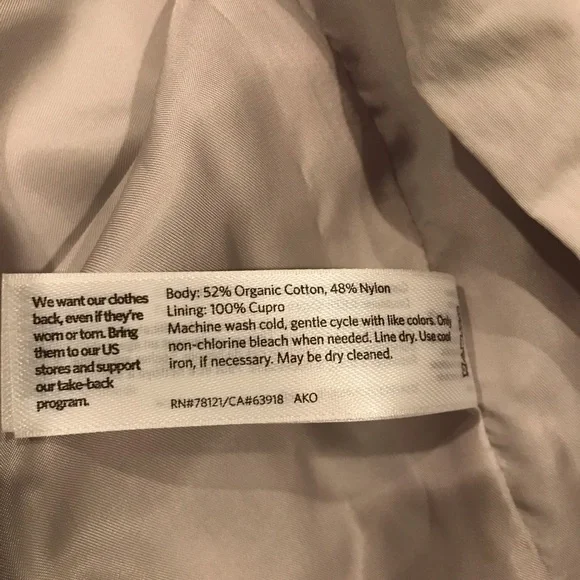 We want our clothes
back, even if they're
worn or torn. Bring
them to our US
stores and support
our take-back
program.
Body: 52% Organic Cotton, 48% Nylon
Lining: 100% Cupro
Machine wash cold, gentle cycle with like colors. Only
non-chlorine bleach when needed. Line dry. Use cool
iron, if necessary. May be dry cleaned.
RN#78121/CA#63918 AKO